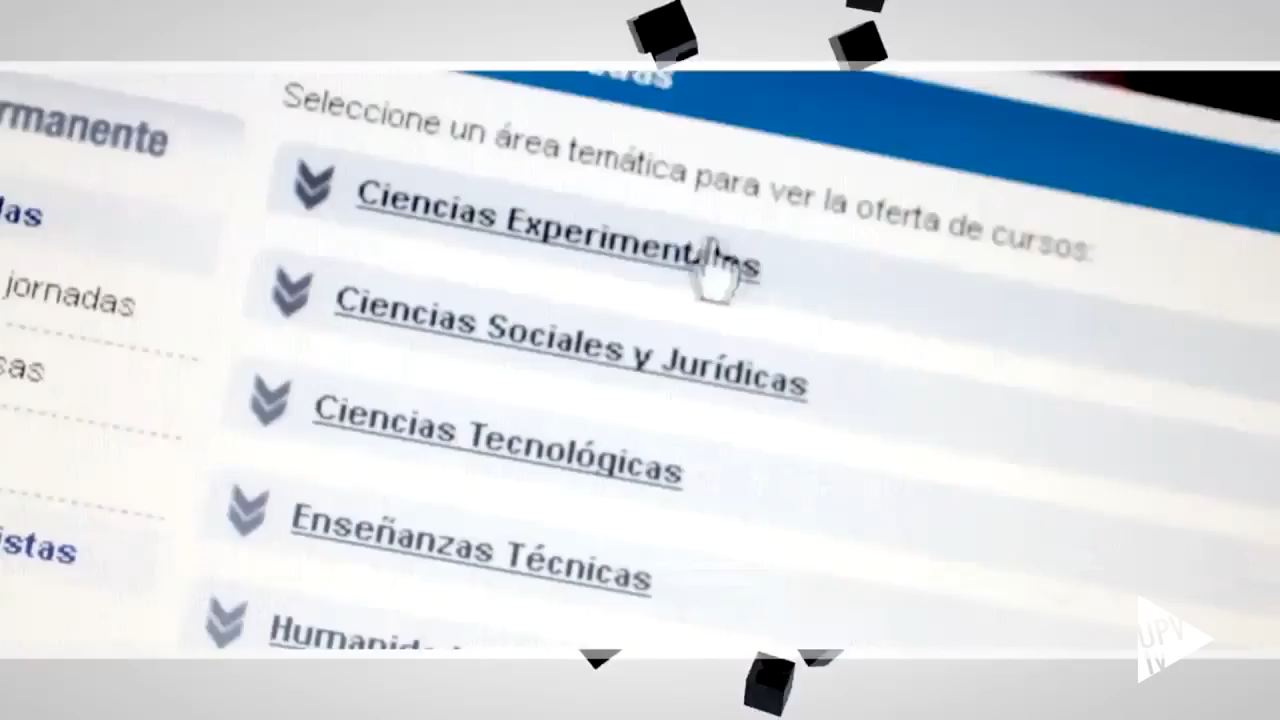 Seleccione un área temática para ver la oferta de cursos:
Ciencias Experimentales
Ciencias Sociales y Jurídicas
Ciencias Tecnológicas
Enseñanzas Técnicas
rmanente
das
jornadas
sas
istas
UPV
TV